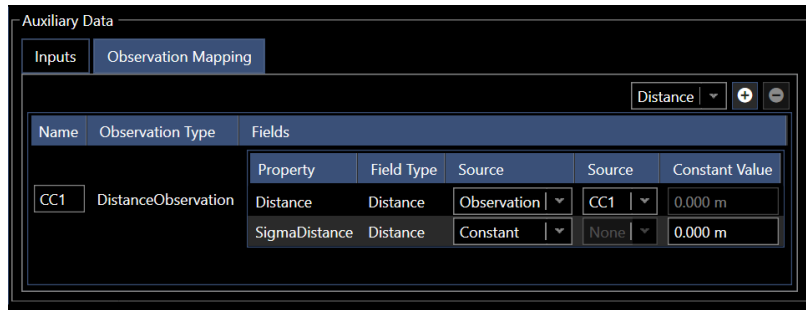 Auxiliary Data
Inputs Observation Mapping
Distance
Name Observation Type Fields
Property Field Type Source Source Constant Value
CC1 DistanceObservation
Distance Distance Observation CC1 0.000 m
SigmaDistance Distance Constant None 0.000 m